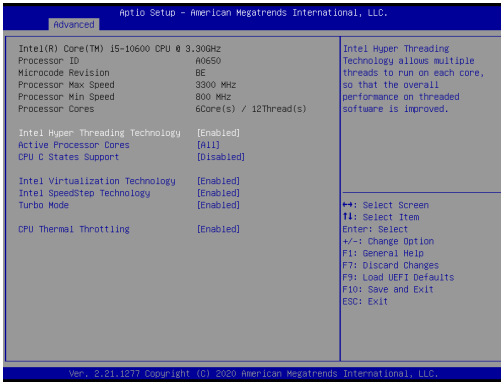 Aptio Setup – American Megatrends International, LLC.
Advanced
Intel(R) Core(TM) i5-10600 CPU @ 3.30GHz
Processor ID A0650
Microcode Revision BE
Processor Max Speed 3300 MHz
Processor Min Speed 800 MHz
Processor Cores 6Core(s) / 12Thread(s)
Intel Hyper Threading Technology [Enabled]
Active Processor Cores [All]
CPU C States Support [Disabled]
Intel Virtualization Technology [Enabled]
Intel SpeedStep Technology [Enabled]
Turbo Mode [Enabled]
CPU Thermal Throttling [Enabled]
Intel Hyper Threading
Technology allows multiple
threads to run on each core,
so that the overall
performance on threaded
software is improved.
↔: Select Screen
↑↓: Select Item
Enter: Select
+/-: Change Option
F1: General Help
F7: Discard Changes
F9: Load UEFI Defaults
F10: Save and Exit
ESC: Exit
Ver. 2.21.1277 Copyright (C) 2020 American Megatrends International, LLC.